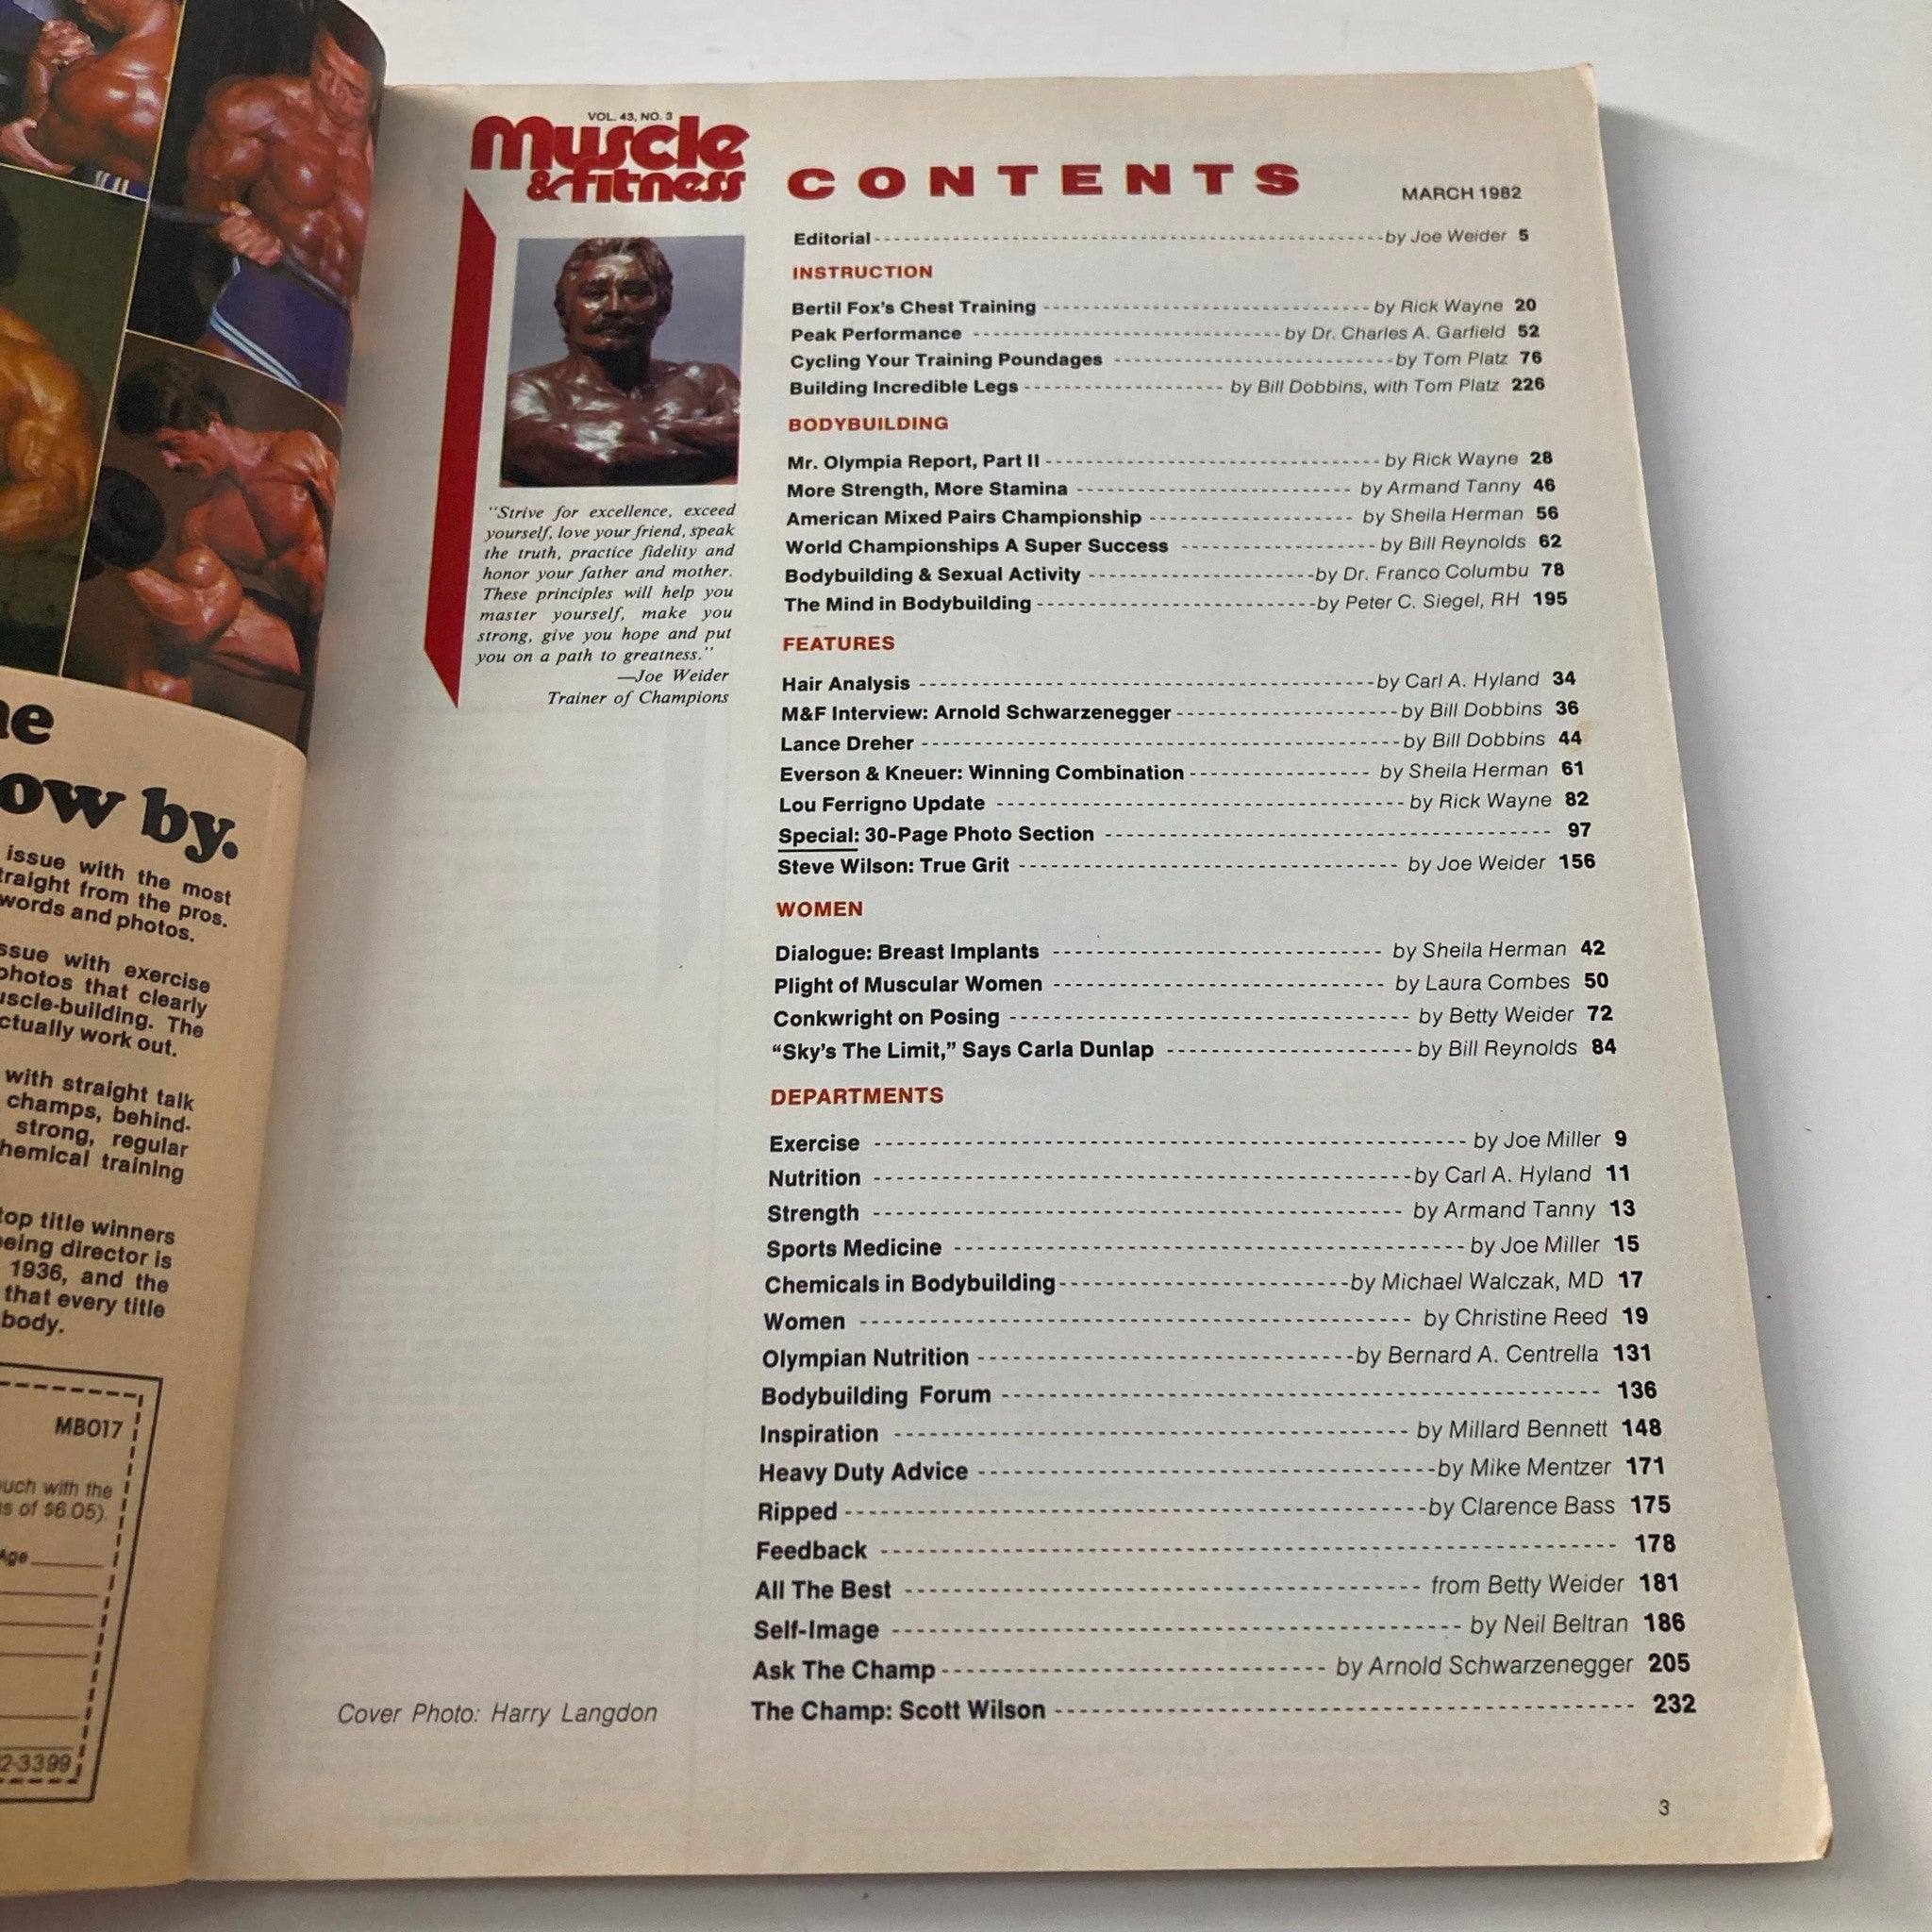 ne
ow by.
issue with the most
traight from the pros.
words and photos.
ssue with exercise
photos that clearly
uscle-building. The
ctually work out.
with straight talk
champs, behind-
strong, regular
hemical training
top title winners
being director is
1936, and the
that every title
body.
MB017
ouch with the
s of $6.05).
Age
2-3399
VOL. 43, NO. 3
Muscle
& fitness
CONTENTS
MARCH 1982
"Strive for excellence, exceed
yourself, love your friend, speak
the truth, practice fidelity and
honor your father and mother.
These principles will help you
master yourself, make you
strong, give you hope and put
you on a path to greatness."
—Joe Weider
Trainer of Champions
Editorial by Joe Weider 5
INSTRUCTION
Bertil Fox's Chest Training by Rick Wayne 20
Peak Performance by Dr. Charles A. Garfield 52
Cycling Your Training Poundages by Tom Platz 76
Building Incredible Legs by Bill Dobbins, with Tom Platz 226
BODYBUILDING
Mr. Olympia Report, Part II by Rick Wayne 28
More Strength, More Stamina by Armand Tanny 46
American Mixed Pairs Championship by Sheila Herman 56
World Championships A Super Success by Bill Reynolds 62
Bodybuilding & Sexual Activity by Dr. Franco Columbu 78
The Mind in Bodybuilding by Peter C. Siegel, RH 195
FEATURES
Hair Analysis by Carl A. Hyland 34
M&F Interview: Arnold Schwarzenegger by Bill Dobbins 36
Lance Dreher by Bill Dobbins 44
Everson & Kneuer: Winning Combination by Sheila Herman 61
Lou Ferrigno Update by Rick Wayne 82
Special: 30-Page Photo Section 97
Steve Wilson: True Grit by Joe Weider 156
WOMEN
Dialogue: Breast Implants by Sheila Herman 42
Plight of Muscular Women by Laura Combes 50
Conkwright on Posing by Betty Weider 72
“Sky's The Limit,” Says Carla Dunlap by Bill Reynolds 84
DEPARTMENTS
Exercise by Joe Miller 9
Nutrition by Carl A. Hyland 11
Strength by Armand Tanny 13
Sports Medicine by Joe Miller 15
Chemicals in Bodybuilding by Michael Walczak, MD 17
Women by Christine Reed 19
Olympian Nutrition by Bernard A. Centrella 131
Bodybuilding Forum 136
Inspiration by Millard Bennett 148
Heavy Duty Advice by Mike Mentzer 171
Ripped by Clarence Bass 175
Feedback 178
All The Best from Betty Weider 181
Self-Image by Neil Beltran 186
Ask The Champ by Arnold Schwarzenegger 205
The Champ: Scott Wilson 232
Cover Photo: Harry Langdon
3